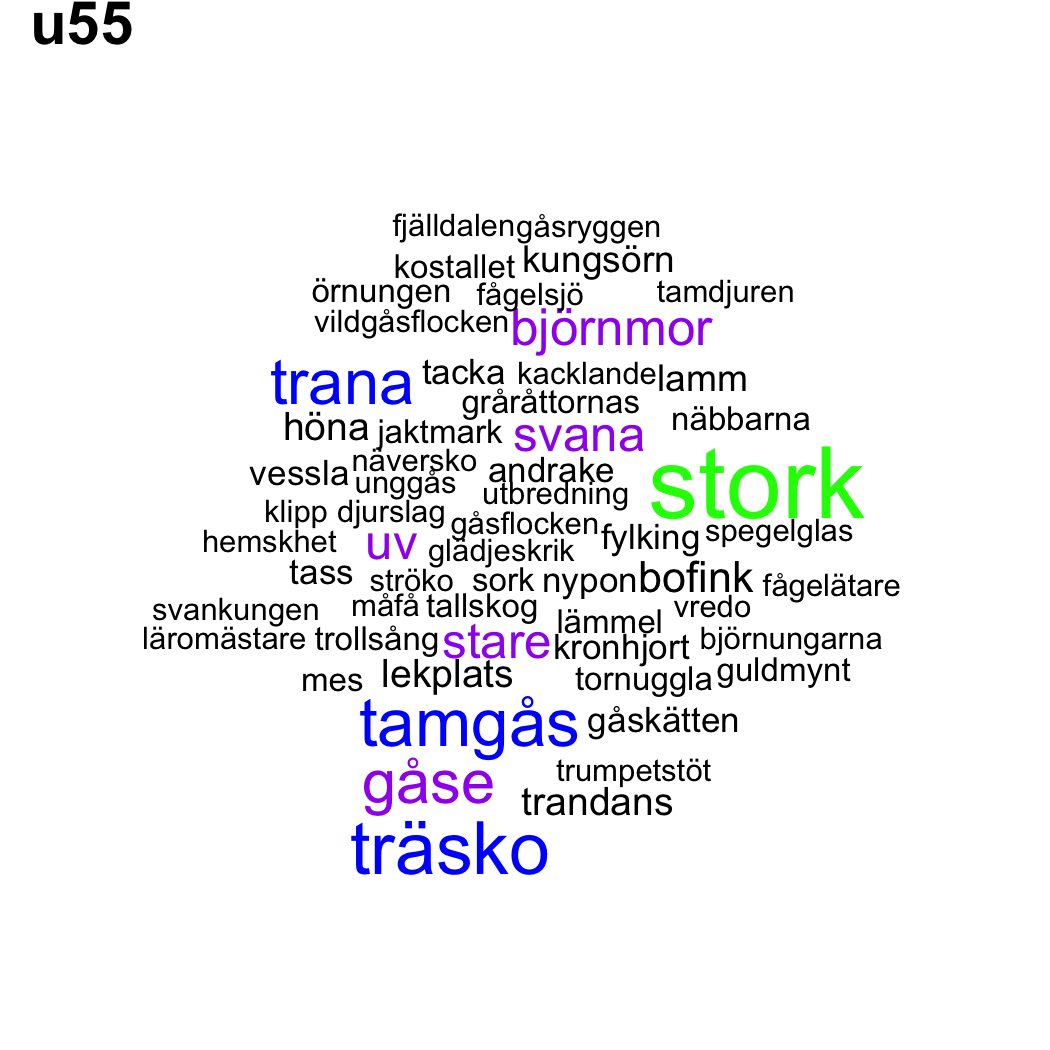 u55
fjälldalen gåsryggen
kostallet kungsörn
örnungen fågelsjö tamdjuren
vildgåsflocken björnmor
trana tacka kacklande lamm
gråråttornas näbbarna
höna jaktmark svana
vessla näversko andrake stork
unggås utbredning
klipp djurslag gåsflocken fylking spegelglas
hemskhet uv glädjeskrik
tass ströko sork nypon bofink fågelätare
svankungen måfå tallskog lämmel vredo
läromästare trollsång stare kronhjort björnungarna
mes lekplats tornuggla guldmynt
tamgås gåskätten
gåse trumpetstöt
trandans
träsko